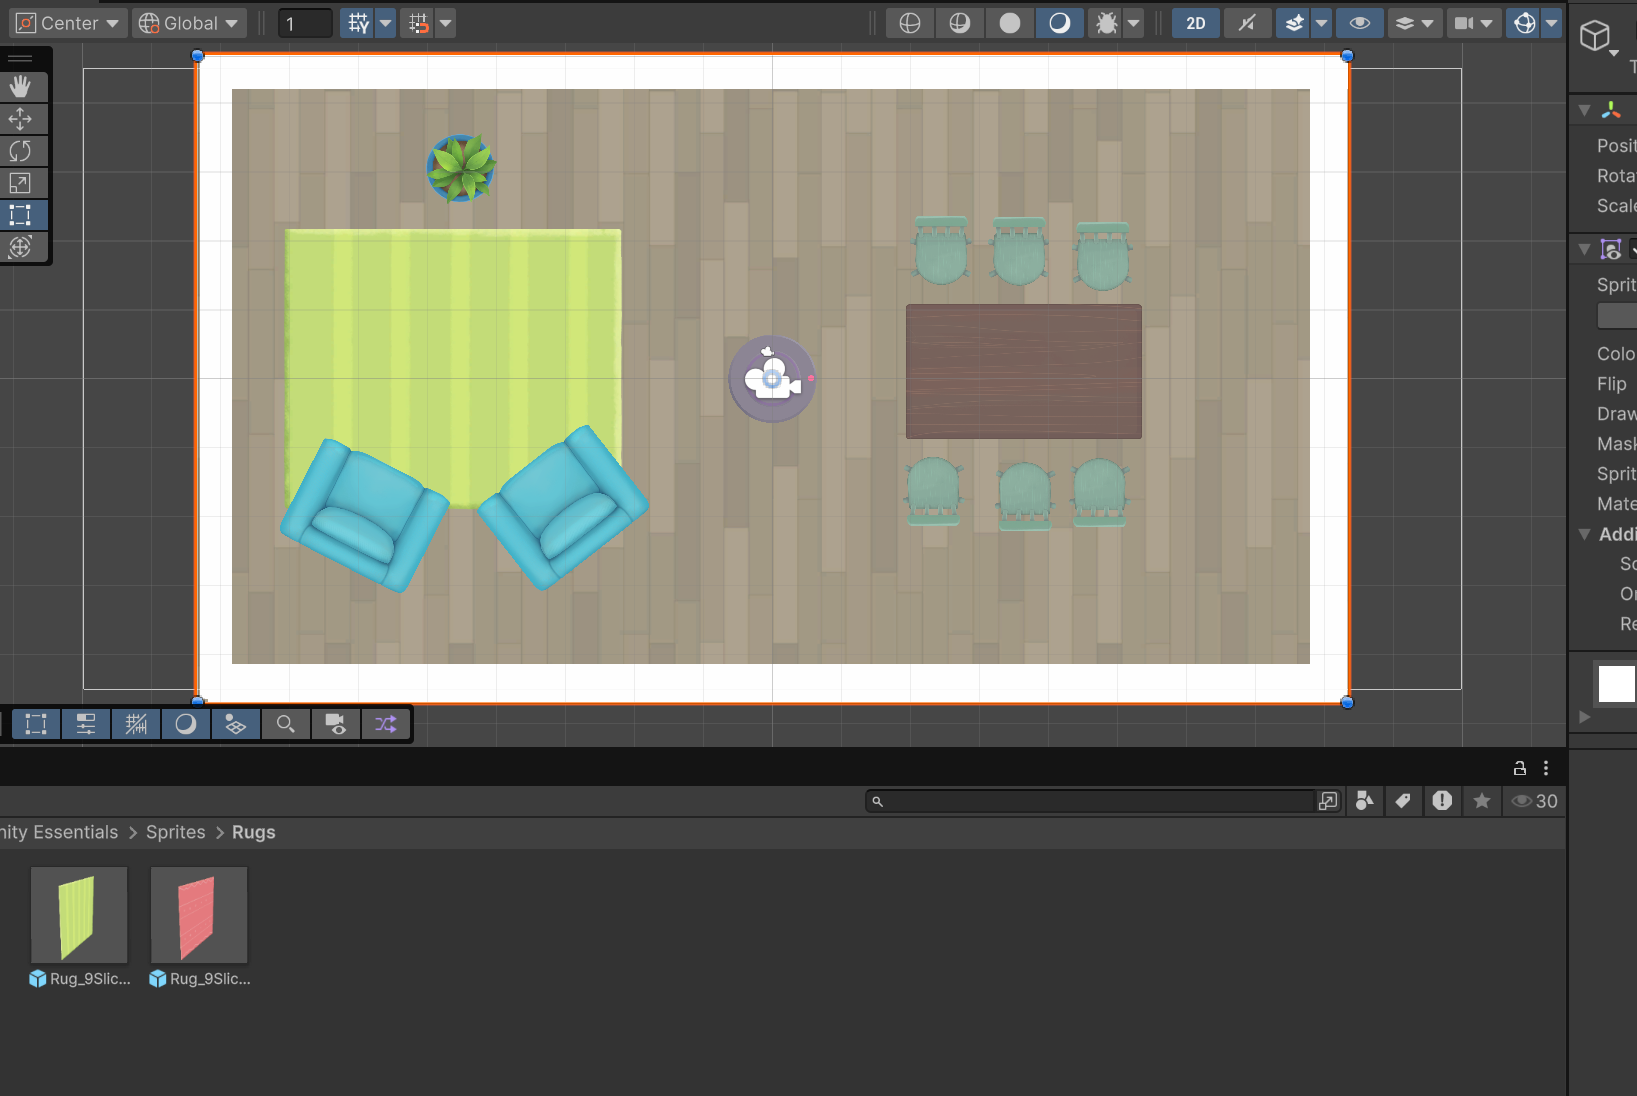 Center
Global
1
2D
Posit
Rota
Scale
Sprit
Colo
Flip
Draw
Mask
Sprit
Mate
Addi
So
Or
Re
30
nity Essentials > Sprites > Rugs
Rug_9Slic...
Rug_9Slic...